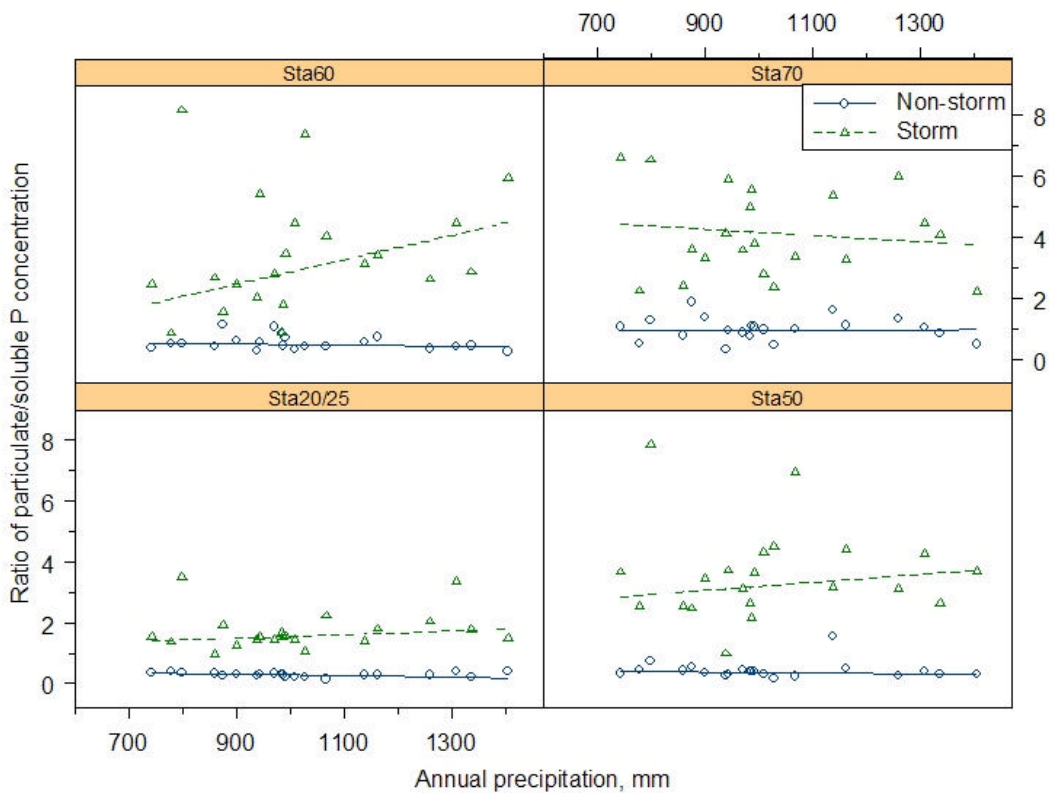 700 900 1100 1300
Sta60 Sta70
Non-storm
Storm
8
6
4
2
0
Ratio of particulate/soluble P concentration
Sta20/25 Sta50
8
6
4
2
0
700 900 1100 1300
Annual precipitation, mm